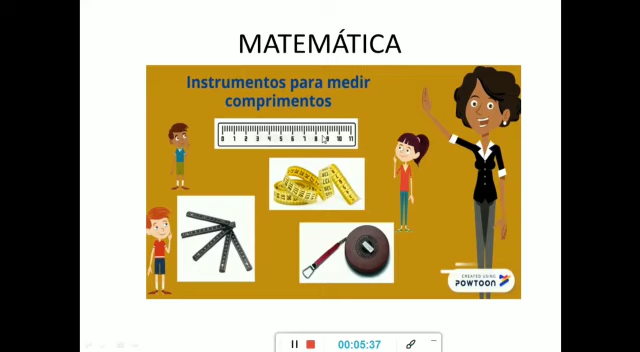 MATEMÁTICA
Instrumentos para medir
comprimentos
0 1 2 3 4 5 6 7 8 9 10 11
CREATED USING
POWTOON
00:05:37